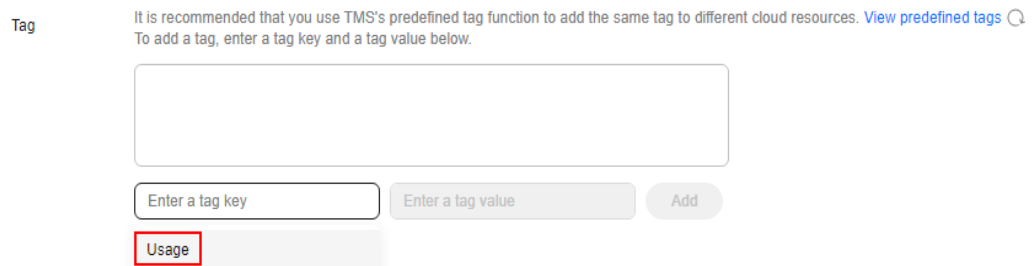 Tag
It is recommended that you use TMS's predefined tag function to add the same tag to different cloud resources. View predefined tags
To add a tag, enter a tag key and a tag value below.
Enter a tag key
Enter a tag value
Add
Usage